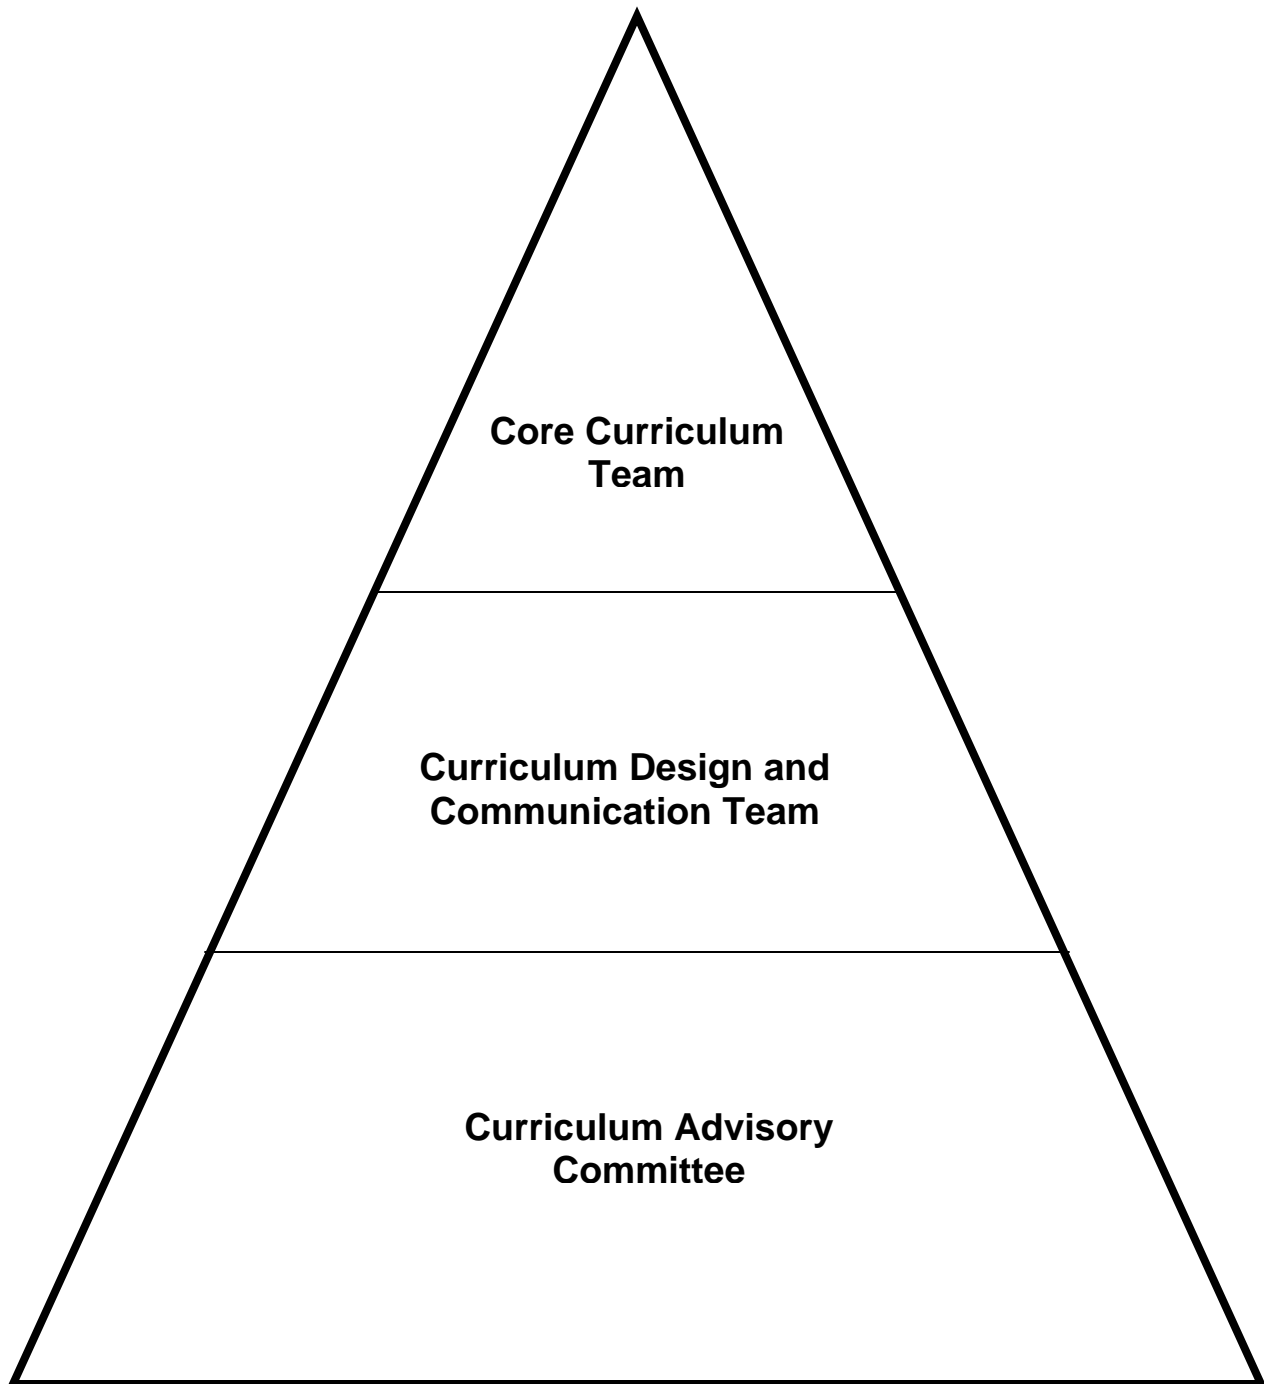 Core Curriculum
Team
Curriculum Design and
Communication Team
Curriculum Advisory
Committee